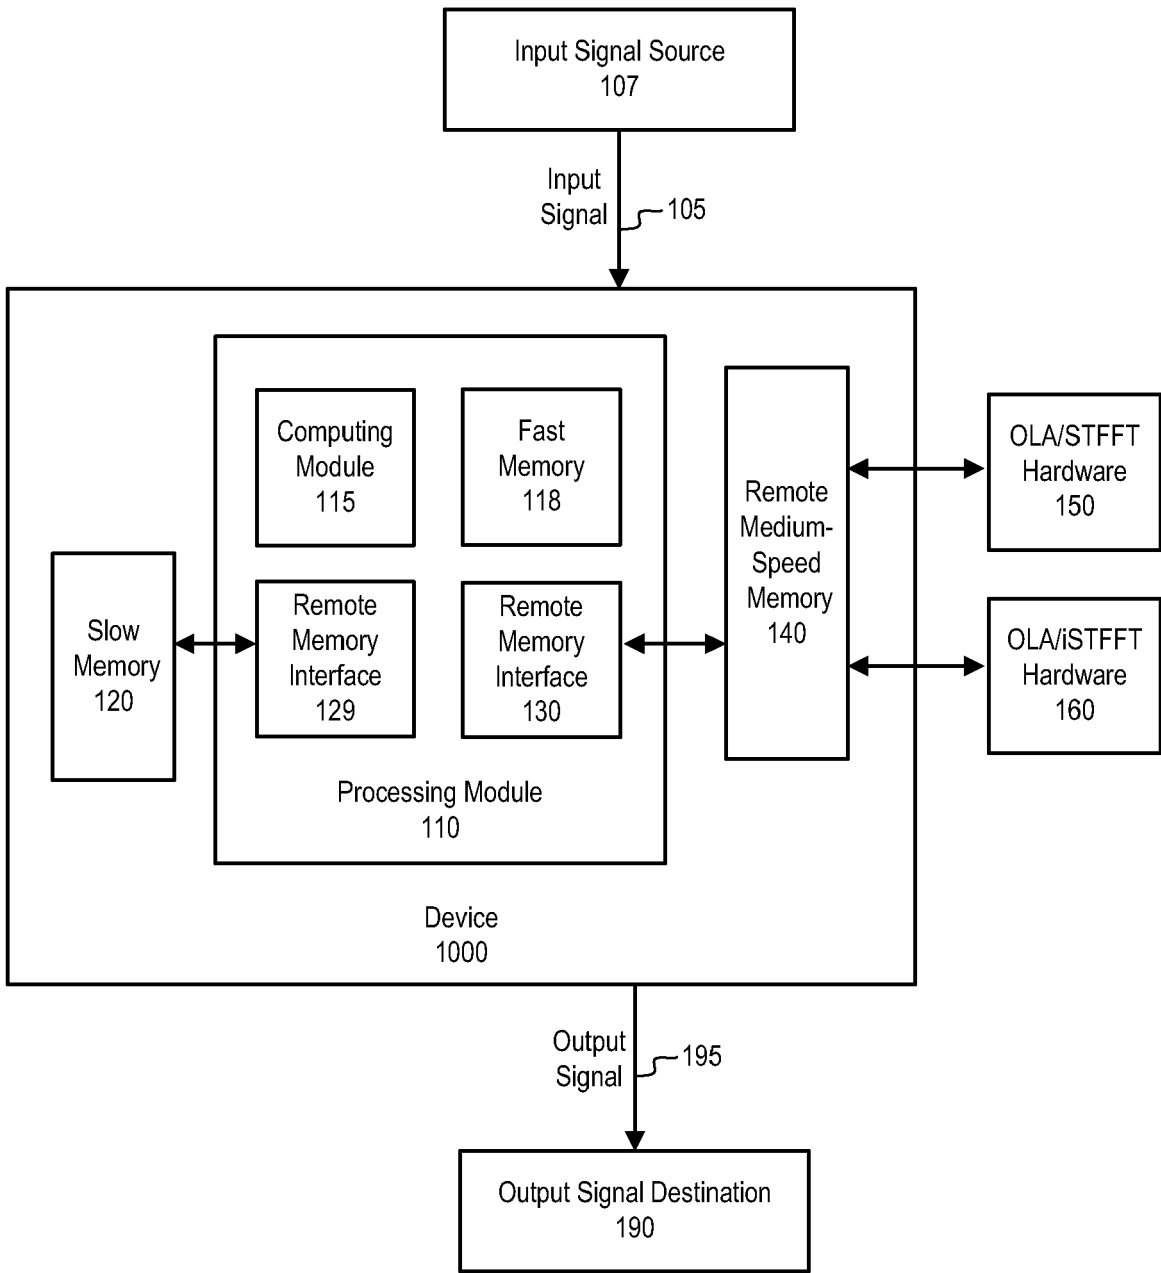 Input Signal Source
107
Input
Signal
105
Computing
Module
115
Fast
Memory
118
Remote
Medium-
Speed
Memory
140
OLA/STFFT
Hardware
150
Slow
Memory
120
Remote
Memory
Interface
129
Remote
Memory
Interface
130
OLA/iSTFFT
Hardware
160
Processing Module
110
Device
1000
Output
Signal
195
Output Signal Destination
190